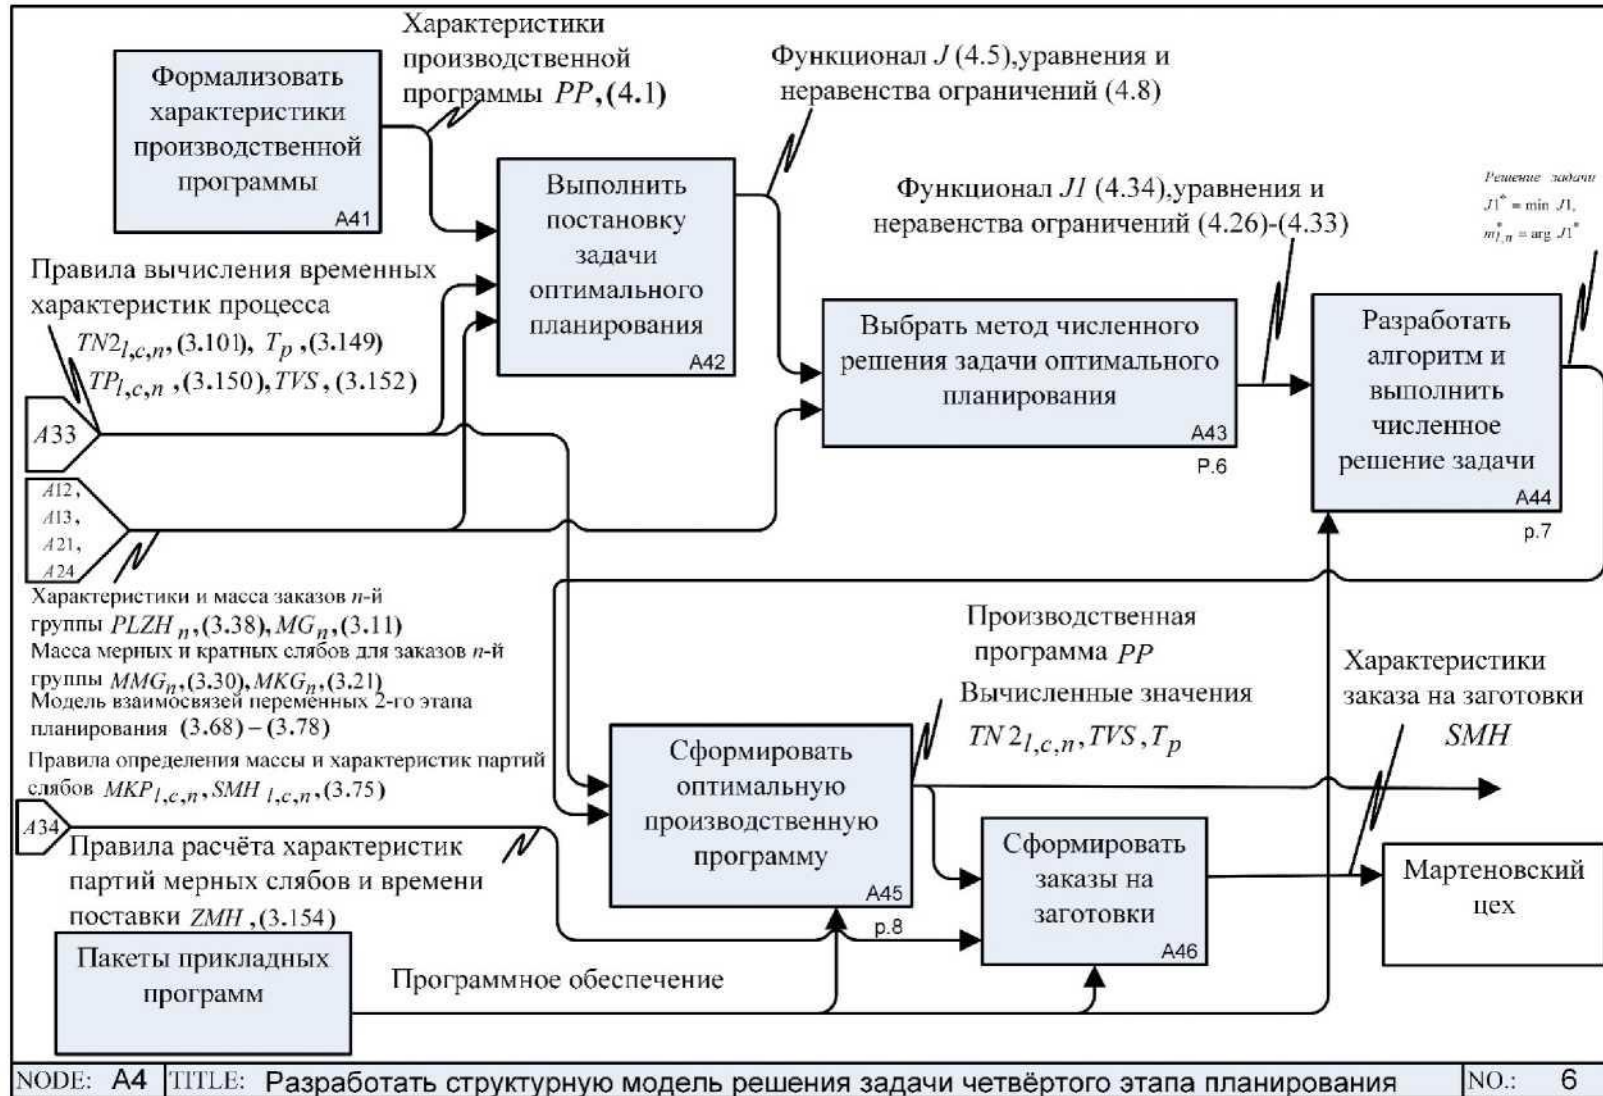 Характеристики
производственной
программы PP,(4.1)
Функционал J (4.5),уравнения и
неравенства ограничений (4.8)
Формализовать
характеристики
производственной
программы
A41
Выполнить
постановку
задачи
оптимального
планирования
A42
Функционал J1 (4.34),уравнения и
неравенства ограничений (4.26)-(4.33)
Решение задачи
J1* = min J1,
m*l,n = arg J1*
Правила вычисления временных
характеристик процесса
TN2l,c,n,(3.101), Tp ,(3.149)
TPl,c,n ,(3.150),TVS, (3.152)
Выбрать метод численного
решения задачи оптимального
планирования
A43
P.6
Разработать
алгоритм и
выполнить
численное
решение задачи
A44
p.7
A33
A12,
A13,
A21,
A24
Характеристики и масса заказов n-й
группы PLZH n,(3.38),MGn,(3.11)
Масса мерных и кратных слябов для заказов n-й
группы MMGn,(3.30),MKGn,(3.21)
Модель взаимосвязей переменных 2-го этапа
планирования (3.68) – (3.78)
Правила определения массы и характеристик партий
слябов MKPl,c,n,SMH l,c,n,(3.75)
Производственная
программа PP
Вычисленные значения
TN 2l,c,n,TVS,Tp
Характеристики
заказа на заготовки
SMH
A34
Правила расчёта характеристик
партий мерных слябов и времени
поставки ZMH ,(3.154)
Сформировать
оптимальную
производственную
программу
A45
p.8
Сформировать
заказы на
заготовки
A46
Мартеновский
цех
Пакеты прикладных
программ
Программное обеспечение
NODE: A4 TITLE: Разработать структурную модель решения задачи четвёртого этапа планирования NO.: 6